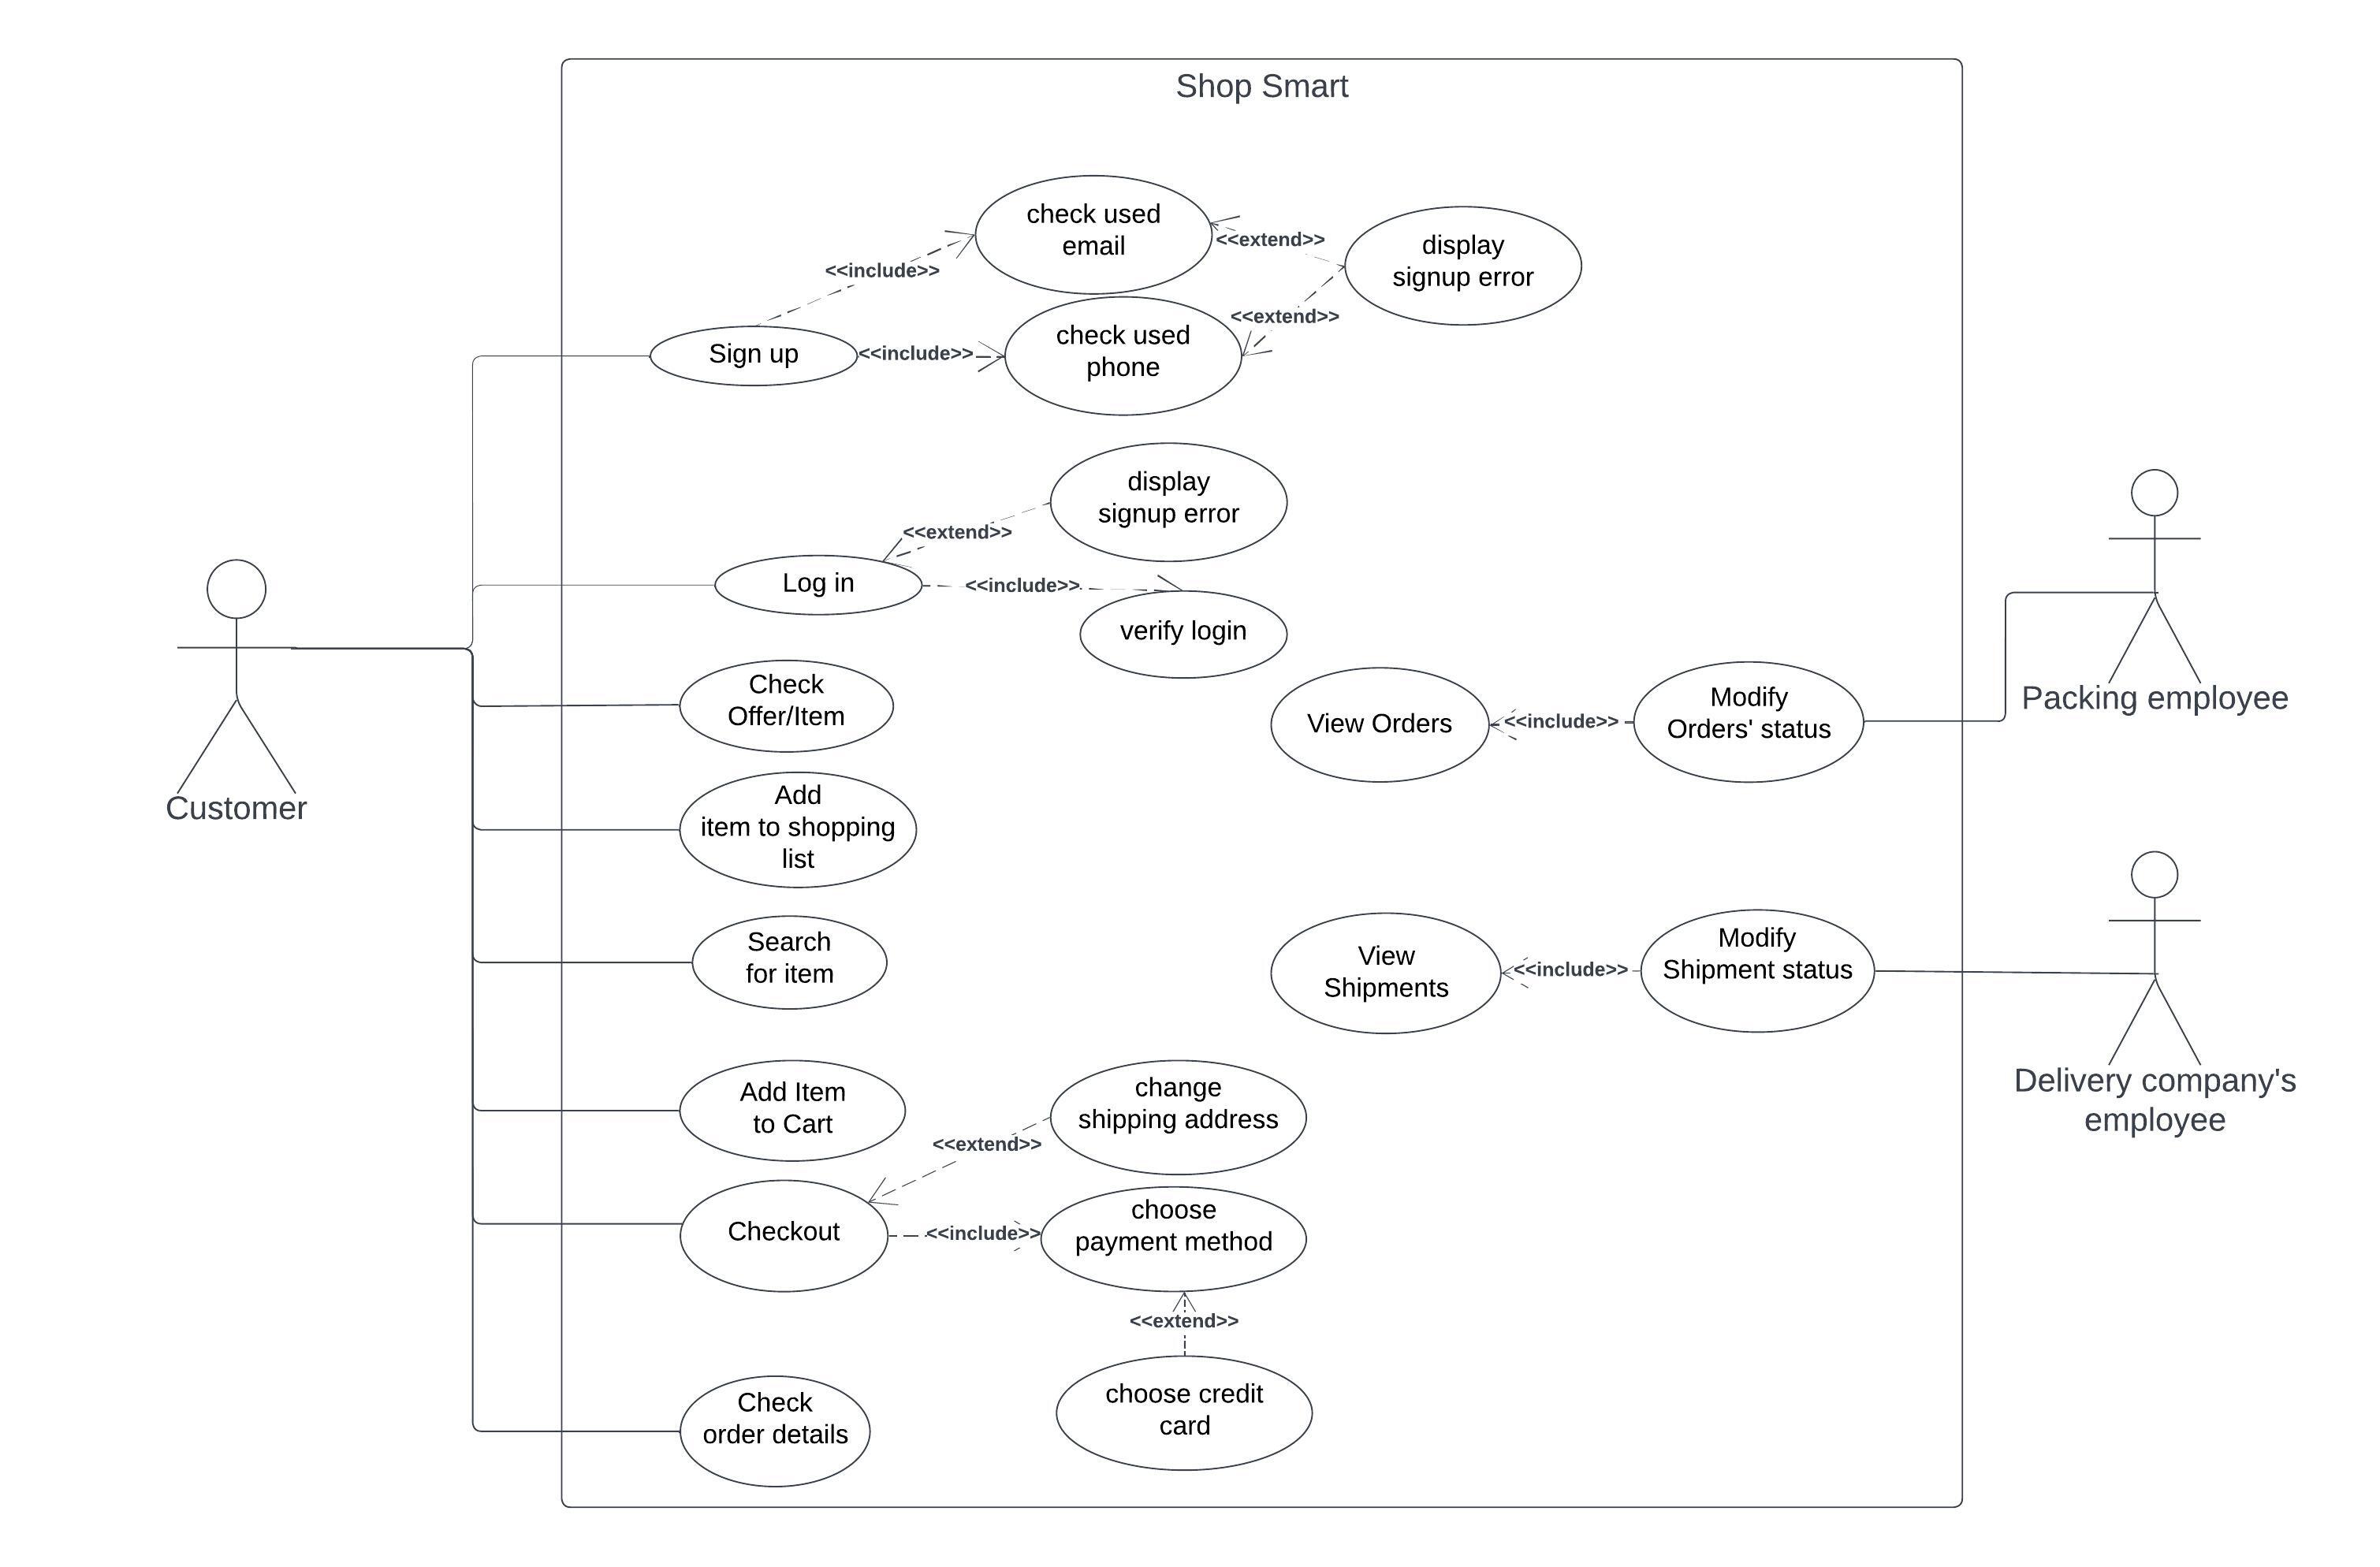 Shop Smart
check used
email
<<extend>>
display
signup error
<<include>>
<<extend>>
Sign up
<<include>>
check used
phone
display
signup error
<<extend>>
Log in
<<include>>
verify login
Check
Offer/Item
View Orders
<<include>>
Modify
Orders' status
Packing employee
Customer
Add
item to shopping
list
Search
for item
View
Shipments
<<include>>
Modify
Shipment status
Delivery company's
employee
Add Item
to Cart
change
shipping address
<<extend>>
Checkout
<<include>>
choose
payment method
<<extend>>
choose credit
card
Check
order details